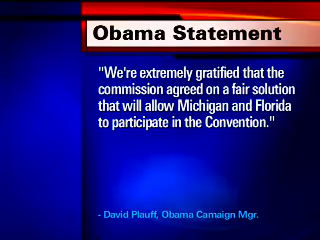 Obama Statement
"We're extremely gratified that the
commission agreed on a fair solution
that will allow Michigan and Florida
to participate in the Convention."
- David Plauff, Obama Camaign Mgr.